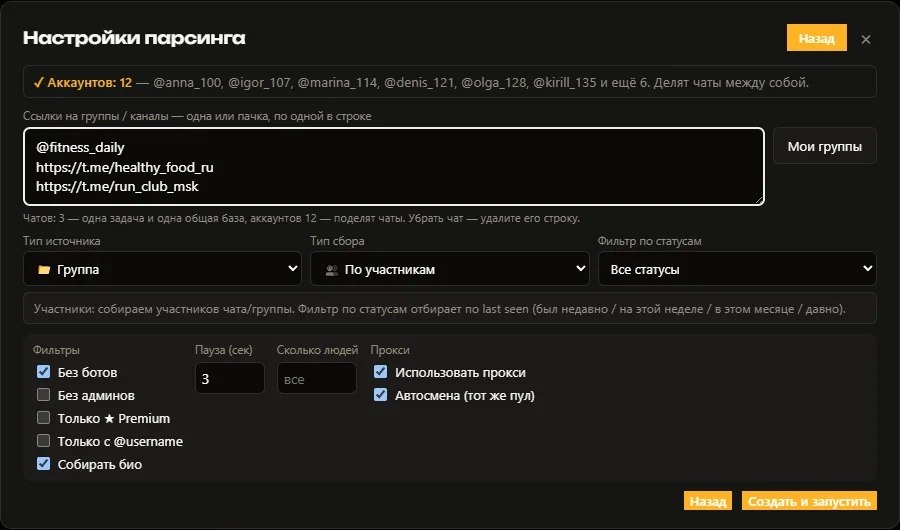 Настройки парсинга
Назад ×
✓ Аккаунтов: 12 — @anna_100, @igor_107, @marina_114, @denis_121, @olga_128, @kirill_135 и ещё 6. Делят чаты между собой.
Ссылки на группы / каналы — одна или пачка, по одной в строке
@fitness_daily
https://t.me/healthy_food_ru
https://t.me/run_club_msk
Мои группы
Чатов: 3 — одна задача и одна общая база, аккаунтов 12 — поделят чаты. Убрать чат — удалите его строку.
Тип источника Тип сбора Фильтр по статусам
Группа По участникам Все статусы
Участники: собираем участников чата/группы. Фильтр по статусам отбирает по last seen (был недавно / на этой неделе / в этом месяце / давно).
Фильтры Пауза (сек) Сколько людей Прокси
Без ботов 3 все Использовать прокси
Без админов Автосмена (тот же пул)
Только ★ Premium
Только с @username
Собирать био
Назад Создать и запустить